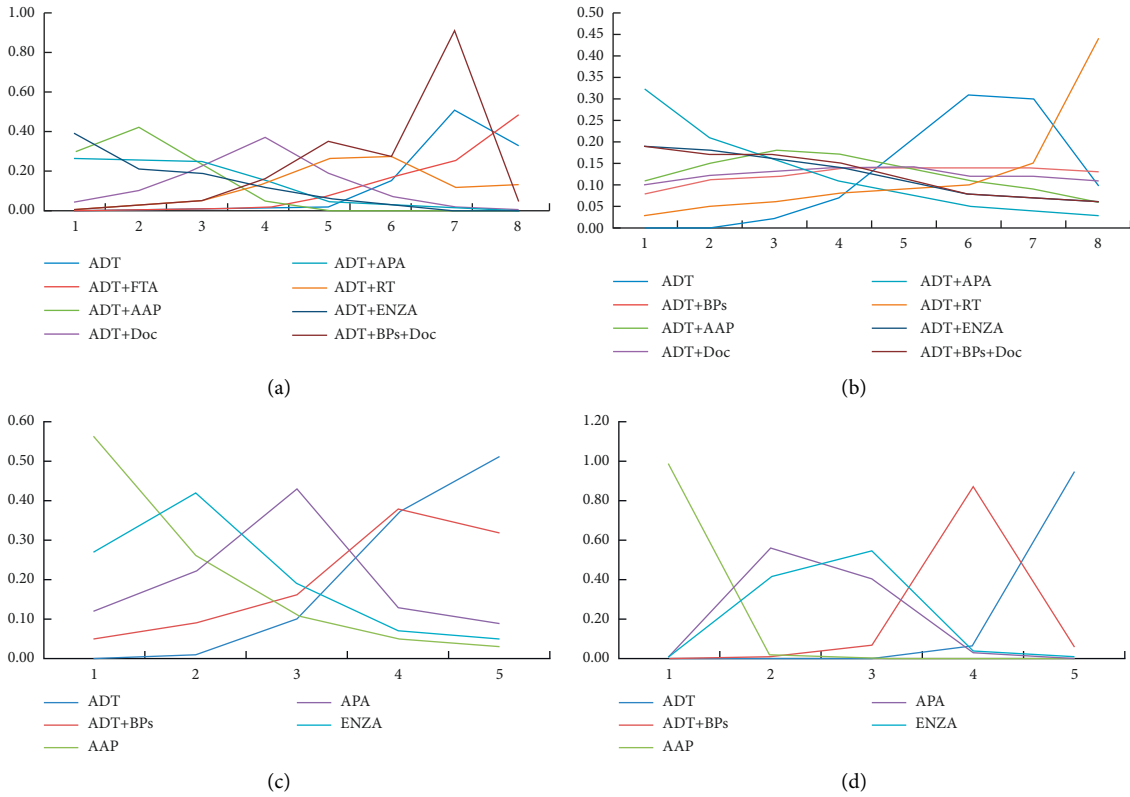 1.00
0.80
0.60
0.40
0.20
0.00
1 2 3 4 5 6 7 8
ADT
ADT+FTA
ADT+AAP
ADT+Doc
ADT+APA
ADT+RT
ADT+ENZA
ADT+BPs+Doc
(a)
0.50
0.45
0.40
0.35
0.30
0.25
0.20
0.15
0.10
0.05
0.00
1 2 3 4 5 6 7 8
ADT
ADT+BPs
ADT+AAP
ADT+Doc
ADT+APA
ADT+RT
ADT+ENZA
ADT+BPs+Doc
(b)
0.60
0.50
0.40
0.30
0.20
0.10
0.00
1 2 3 4 5
ADT
ADT+BPs
AAP
APA
ENZA
(c)
1.20
1.00
0.80
0.60
0.40
0.20
0.00
1 2 3 4 5
ADT
ADT+BPs
AAP
APA
ENZA
(d)